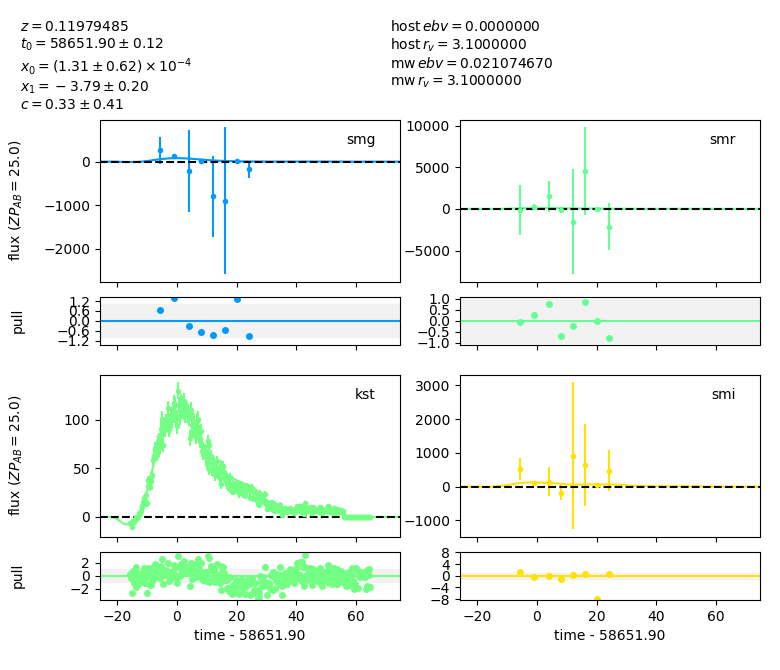 z = 0.11979485
t0 = 58651.90 ± 0.12
x0 = (1.31 ± 0.62) × 10^−4
x1 = −3.79 ± 0.20
c = 0.33 ± 0.41
host ebv = 0.0000000
host rv = 3.1000000
mw ebv = 0.021074670
mw rv = 3.1000000
flux (ZPAB = 25.0)
0
−1000
−2000
smg
10000
5000
0
−5000
smr
pull
1.2
0.6
0.0
−0.6
−1.2
1.0
0.5
0.0
−0.5
−1.0
flux (ZPAB = 25.0)
100
50
0
kst
3000
2000
1000
0
−1000
smi
pull
2
0
−2
8
4
0
−4
−8
−20 0 20 40 60
−20 0 20 40 60
time - 58651.90
time - 58651.90